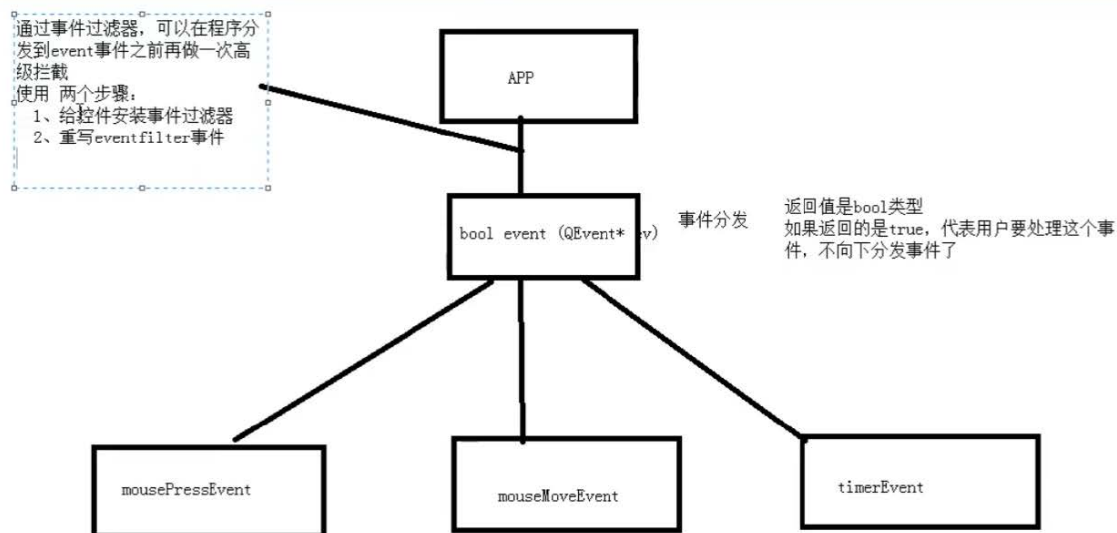 通过事件过滤器，可以在程序分
发到event事件之前再做一次高
级拦截
使用 两个步骤：
1、给控件安装事件过滤器
2、重写eventfilter事件
APP
bool event (QEvent* ev)
事件分发
返回值是bool类型
如果返回的是true，代表用户要处理这个事
件，不向下分发事件了
mousePressEvent
mouseMoveEvent
timerEvent